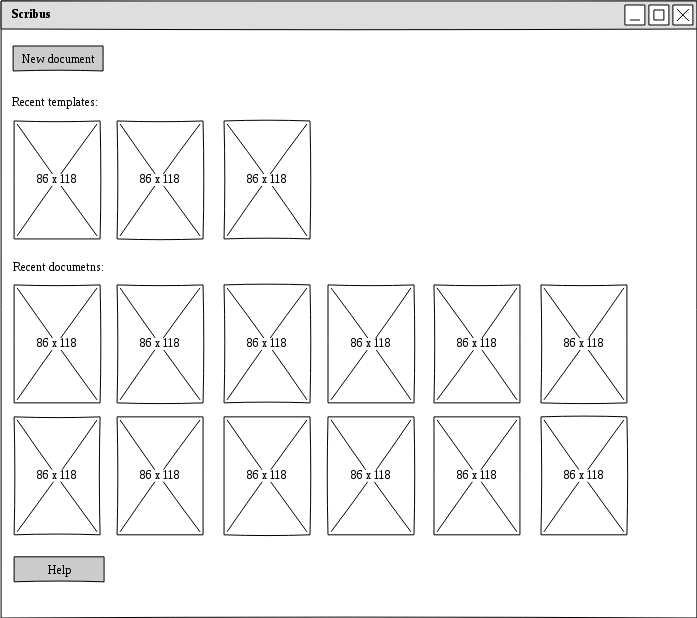 Scribus
New document
Recent templates:
86 x 118 86 x 118 86 x 118
Recent documetns:
86 x 118 86 x 118 86 x 118 86 x 118 86 x 118 86 x 118
86 x 118 86 x 118 86 x 118 86 x 118 86 x 118 86 x 118
Help